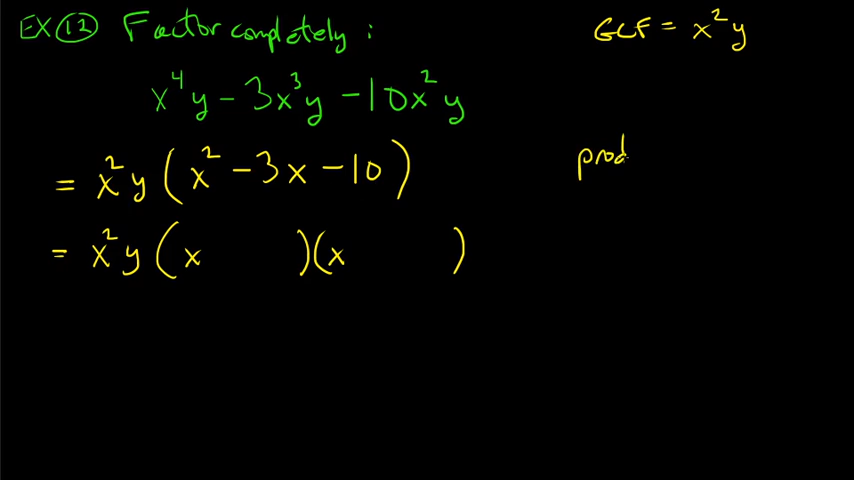 EX 12 Factor completely :
GCF = x²y
x⁴y - 3x³y - 10x²y
= x²y ( x² - 3x - 10 )
prod
= x²y ( x )( x )